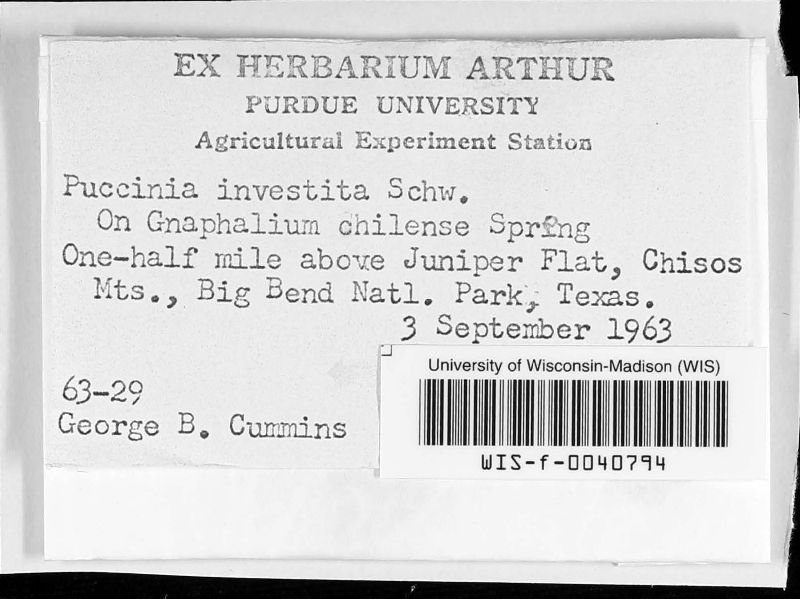 EX HERBARIUM ARTHUR
PURDUE UNIVERSITY
Agricultural Experiment Station
Puccinia investita Schw.
On Gnaphalium chilense Spring
One-half mile above Juniper Flat, Chisos
Mts., Big Bend Natl. Park, Texas.
3 September 1963
63-29
George B. Cummins
University of Wisconsin-Madison (WIS)
WIS-f-0040794